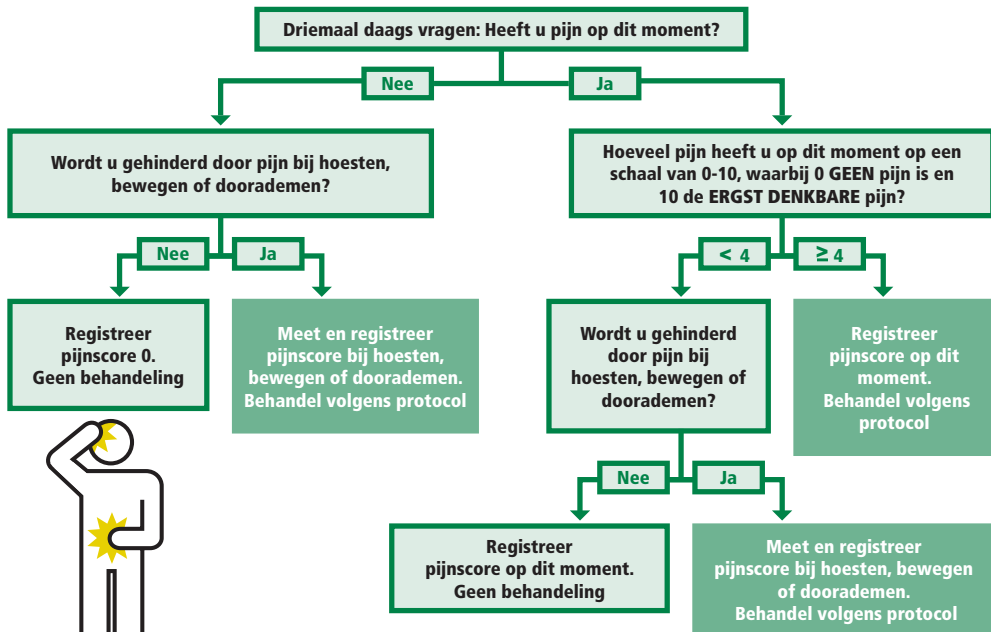 Driemaal daags vragen: Heeft u pijn op dit moment?
Nee
Ja
Wordt u gehinderd door pijn bij hoesten,
bewegen of doorademen?
Hoeveel pijn heeft u op dit moment op een
schaal van 0-10, waarbij 0 GEEN pijn is en
10 de ERGST DENKBARE pijn?
Nee
Ja
< 4
≥ 4
Registreer
pijnscore 0.
Geen behandeling
Meet en registreer
pijnscore bij hoesten,
bewegen of doorademen.
Behandel volgens protocol
Wordt u gehinderd
door pijn bij
hoesten, bewegen of
doorademen?
Registreer
pijnscore op dit
moment.
Behandel volgens
protocol
Nee
Ja
Registreer
pijnscore op dit moment.
Geen behandeling
Meet en registreer
pijnscore bij hoesten, bewegen
of doorademen.
Behandel volgens protocol